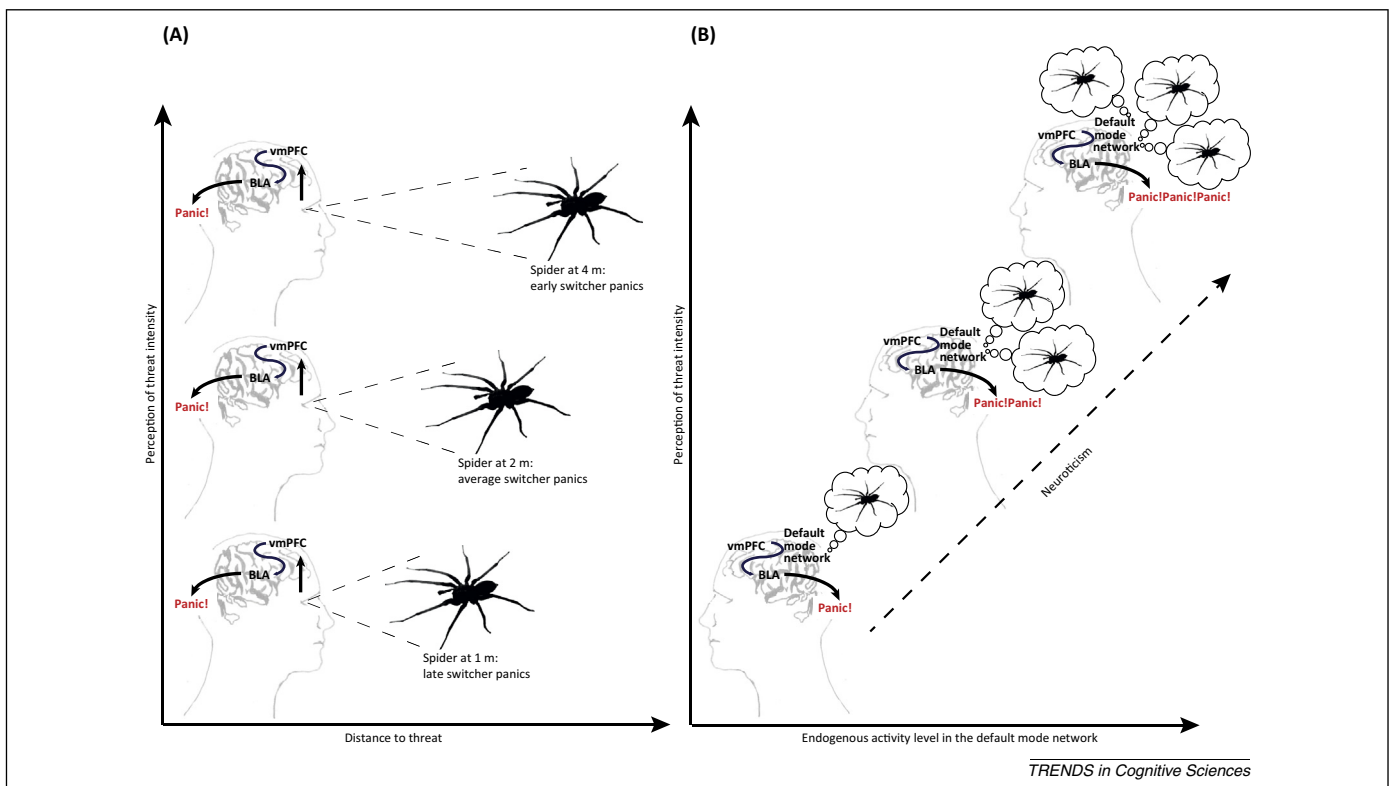 (A)
Perception of threat intensity
vmPFC
BLA
Panic!
Spider at 4 m:
early switcher panics
vmPFC
BLA
Panic!
Spider at 2 m:
average switcher panics
vmPFC
BLA
Panic!
Spider at 1 m:
late switcher panics
Distance to threat
(B)
Perception of threat intensity
Default
vmPFC mode
network
BLA
Panic!Panic!Panic!
Default
vmPFC mode
network
BLA
Panic!Panic!
Default
vmPFC mode
network
BLA
Panic!
Neuroticism
Endogenous activity level in the default mode network
TRENDS in Cognitive Sciences